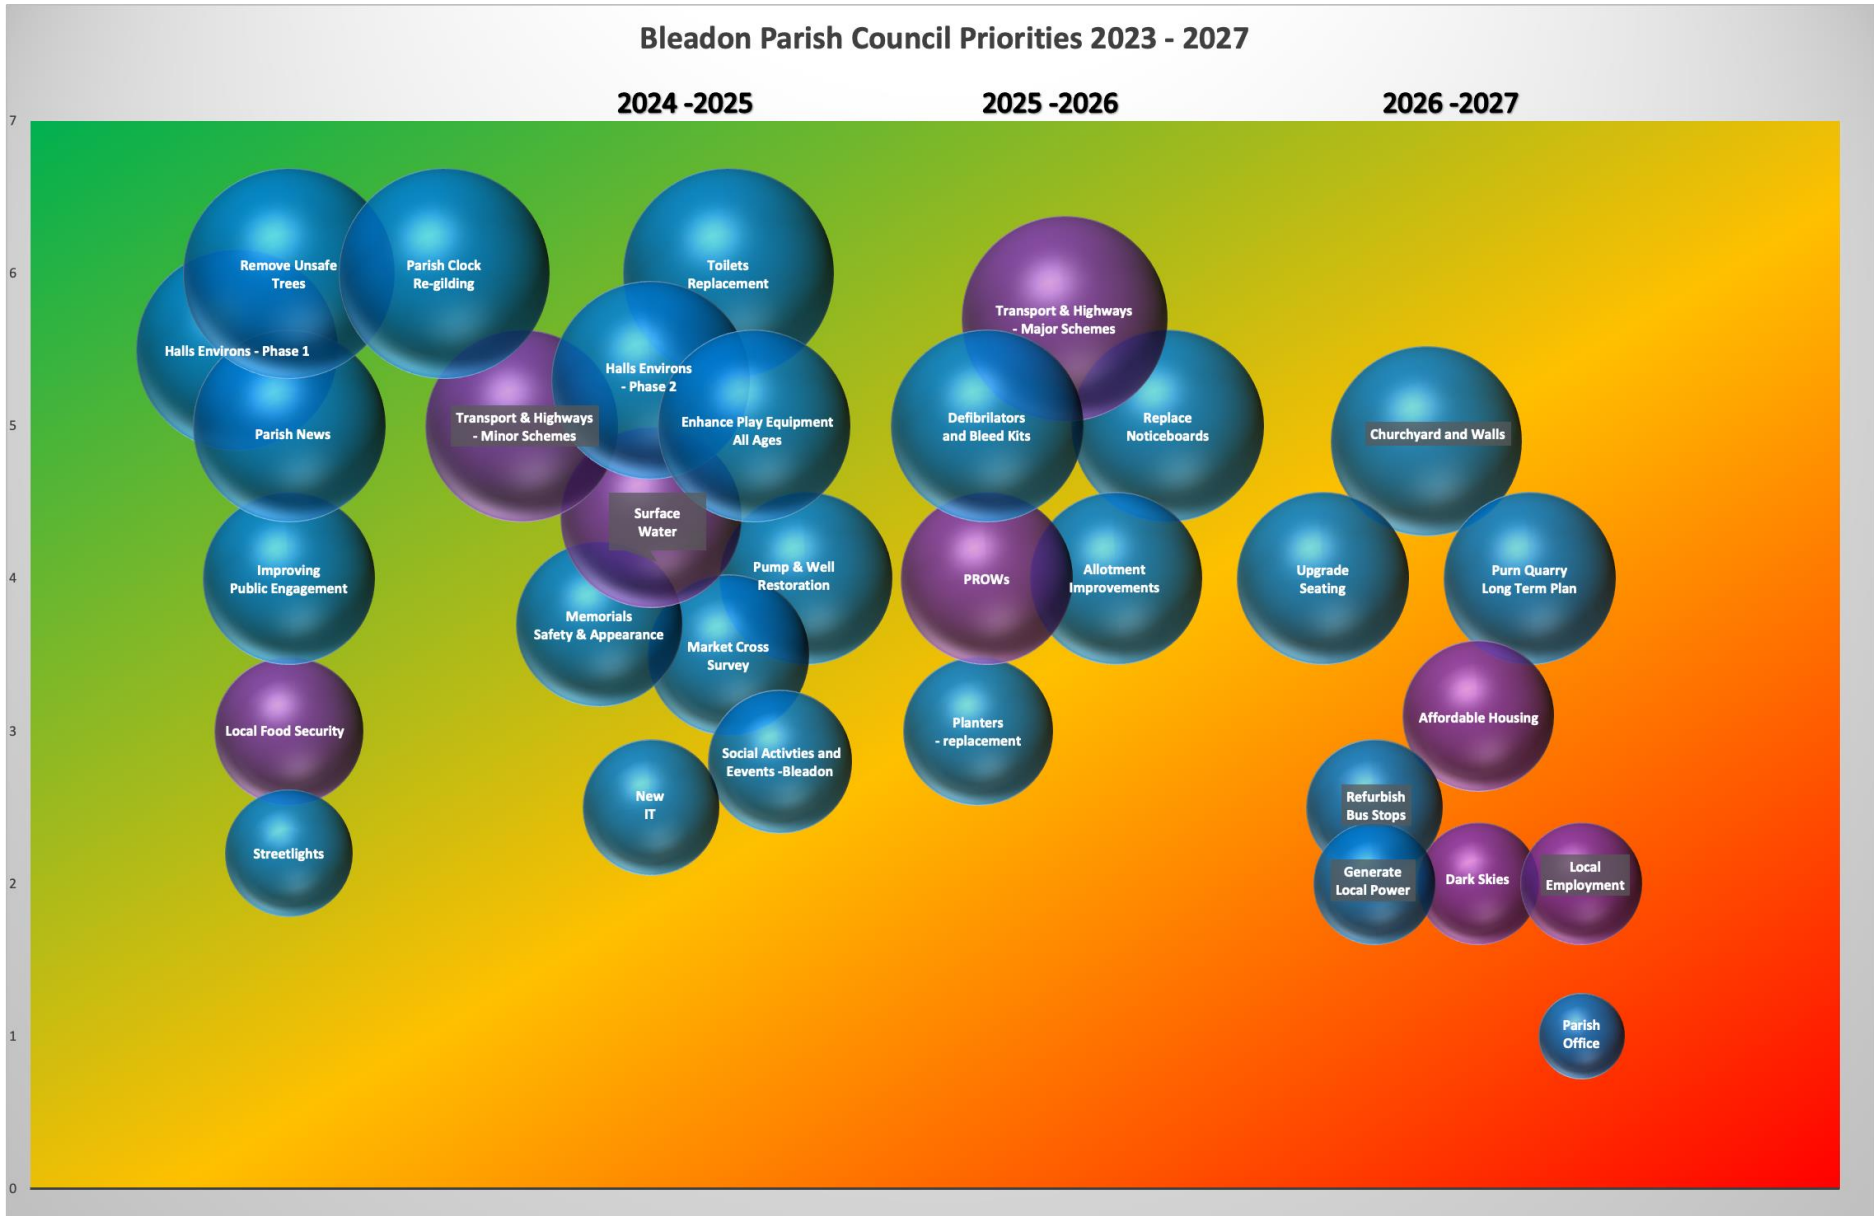 Bleadon Parish Council Priorities 2023 - 2027
2024 -2025
2025 -2026
2026 -2027
7
6
5
4
3
2
1
0
Remove Unsafe
Trees
Parish Clock
Re-gilding
Halls Environs - Phase 1
Parish News
Improving
Public Engagement
Local Food Security
Streetlights
Toilets
Replacement
Halls Environs
- Phase 2
Transport & Highways
- Minor Schemes
Enhance Play Equipment
All Ages
Surface
Water
Pump & Well
Restoration
Memorials
Safety & Appearance
Market Cross
Survey
Social Activties and
Eevents -Bleadon
New
IT
Transport & Highways
- Major Schemes
Defibrilators
and Bleed Kits
Replace
Noticeboards
PROWs
Allotment
Improvements
Planters
- replacement
Churchyard and Walls
Upgrade
Seating
Purn Quarry
Long Term Plan
Affordable Housing
Refurbish
Bus Stops
Generate
Local Power
Dark Skies
Local
Employment
Parish
Office